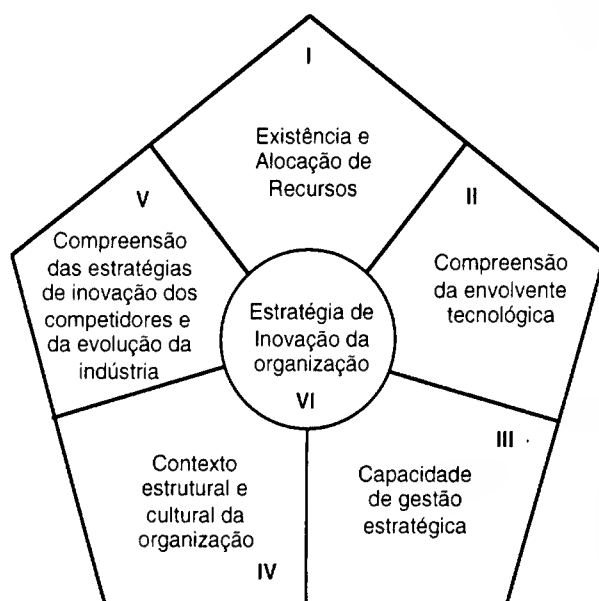 I
Existência e
Alocação de
Recursos
II
Compreensão
da envolvente
tecnológica
III
Capacidade
de gestão
estratégica
Contexto
estrutural e
cultural da
organização
IV
V
Compreensão
das estratégias
de inovação dos
competidores e
da evolução da
indústria
Estratégia de
Inovação da
organização
VI